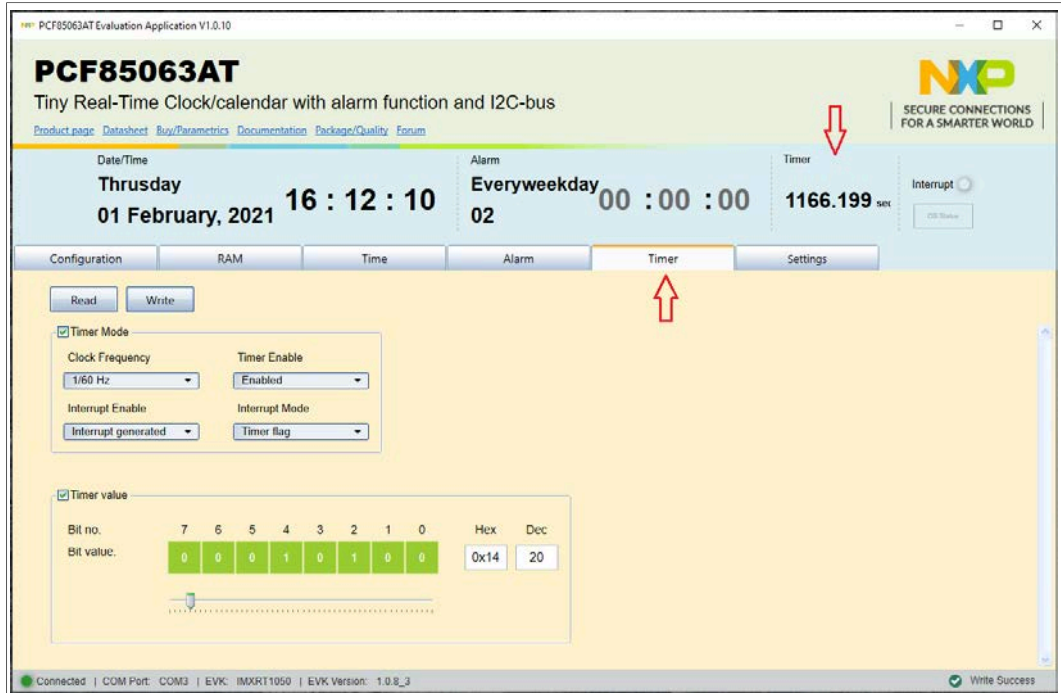 PCF85063AT Evaluation Application V1.0.10
PCF85063AT
Tiny Real-Time Clock/calendar with alarm function and I2C-bus
Product page Datasheet Buy/Parametrics Documentation Package/Quality Forum
NXP
SECURE CONNECTIONS
FOR A SMARTER WORLD
Date/Time
Thrusday
01 February, 2021
16 : 12 : 10
Alarm
Everyweekday
02
00 : 00 : 00
Timer
1166.199 sec
Interrupt
Configuration RAM Time Alarm Timer Settings
Read Write
Timer Mode
Clock Frequency Timer Enable
1/60 Hz Enabled
Interrupt Enable Interrupt Mode
Interrupt generated Timer flag
Timer value
Bit no. 7 6 5 4 3 2 1 0 Hex Dec
Bit value. 0 0 0 1 0 1 0 0 0x14 20
Connected | COM Port: COM3 | EVK: IMXRT1050 | EVK Version: 1.0.8_3
Write Success